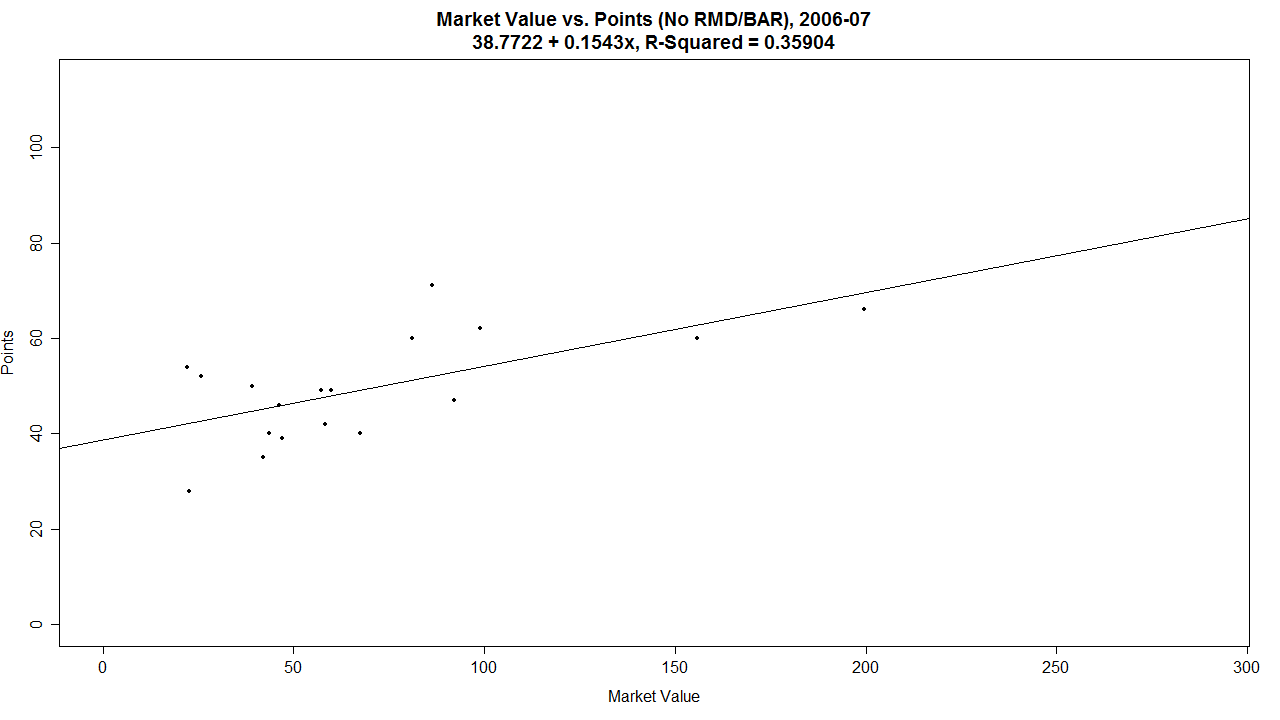 Market Value vs. Points (No RMD/BAR), 2006-07
38.7722 + 0.1543x, R-Squared = 0.35904
Points
100
80
60
40
20
0
0 50 100 150 200 250 300
Market Value